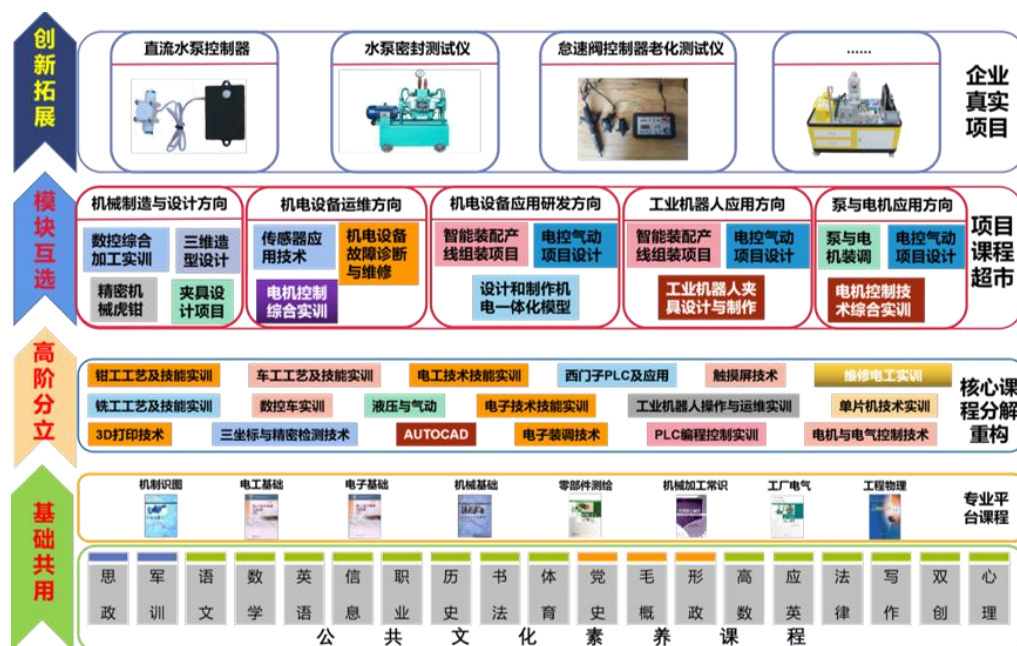 创新拓展
直流水泵控制器
水泵密封测试仪
怠速阀控制器老化测试仪
......
企业
真实
项目
模块互选
机械制造与设计方向
数控综合
加工实训
三维造
型设计
精密机
械虎钳
夹具设
计项目
机电设备运维方向
传感器应
用技术
机电设备
故障诊断
与维修
电机控制
综合实训
机电设备应用研发方向
智能装配产
线组装项目
电控气动
项目设计
设计和制作机
电一体化模型
工业机器人应用方向
智能装配产
线组装项目
电控气动
项目设计
工业机器人夹
具设计与制作
泵与电机应用方向
泵与电
机装调
电控气动
项目设计
电机控制技
术综合实训
项目
课程
超市
高阶分立
钳工工艺及技能实训
车工工艺及技能实训
电工技术技能实训
西门子PLC及应用
触摸屏技术
维修电工实训
铣工工艺及技能实训
数控车实训
液压与气动
电子技术技能实训
工业机器人操作与运维实训
单片机技术实训
3D打印技术
三坐标与精密检测技术
AUTOCAD
电子装调技术
PLC编程控制实训
电机与电气控制技术
核心课
程分解
重构
基础共用
机制识图
电工基础
电子基础
机械基础
零部件测绘
机械加工常识
工厂电气
工程物理
专业平
台课程
思政
军训
语文
数学
英语
信息
职业
历史
书法
体育
党史
毛概
形政
高数
应英
法律
写作
双创
心理
公共文化素养课程